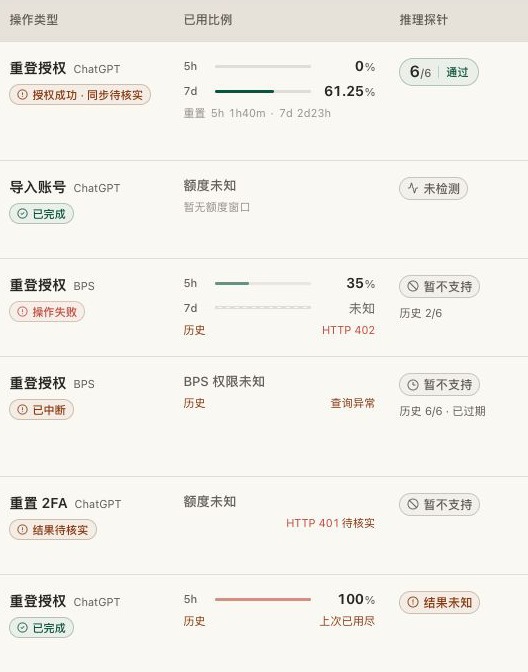 操作类型 已用比例 推理探针
重登授权 ChatGPT 5h 0% 6/6 通过
授权成功 · 同步待核实 7d 61.25%
重置 5h 1h40m · 7d 2d23h
导入账号 ChatGPT 额度未知 未检测
已完成 暂无额度窗口
重登授权 BPS 5h 35% 暂不支持
操作失败 7d 未知 历史 2/6
历史 HTTP 402
重登授权 BPS BPS 权限未知 暂不支持
已中断 历史 查询异常 历史 6/6 · 已过期
重置 2FA ChatGPT 额度未知 暂不支持
结果待核实 HTTP 401 待核实
重登授权 ChatGPT 5h 100% 结果未知
已完成 历史 上次已用尽